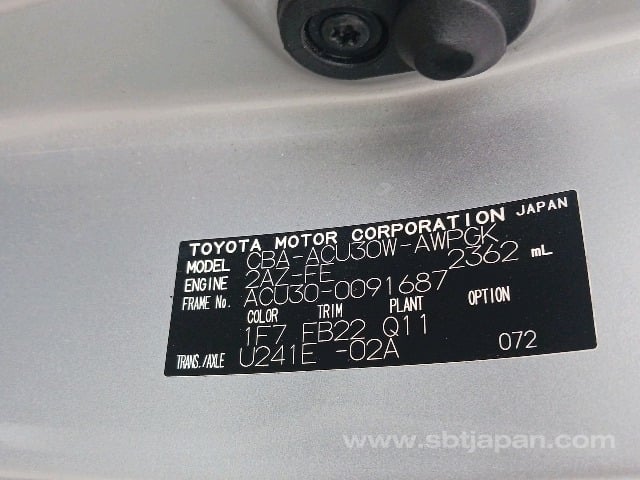 TOYOTA MOTOR CORPORATION JAPAN
MODEL CBA-ACU30W-AWPGK
ENGINE 2AZ-FE 2362 mL
FRAME No. ACU30-0091687
COLOR TRIM PLANT OPTION
1F7 FB22 Q11
TRANS./AXLE U241E -02A 072
www.sbtjapan.com